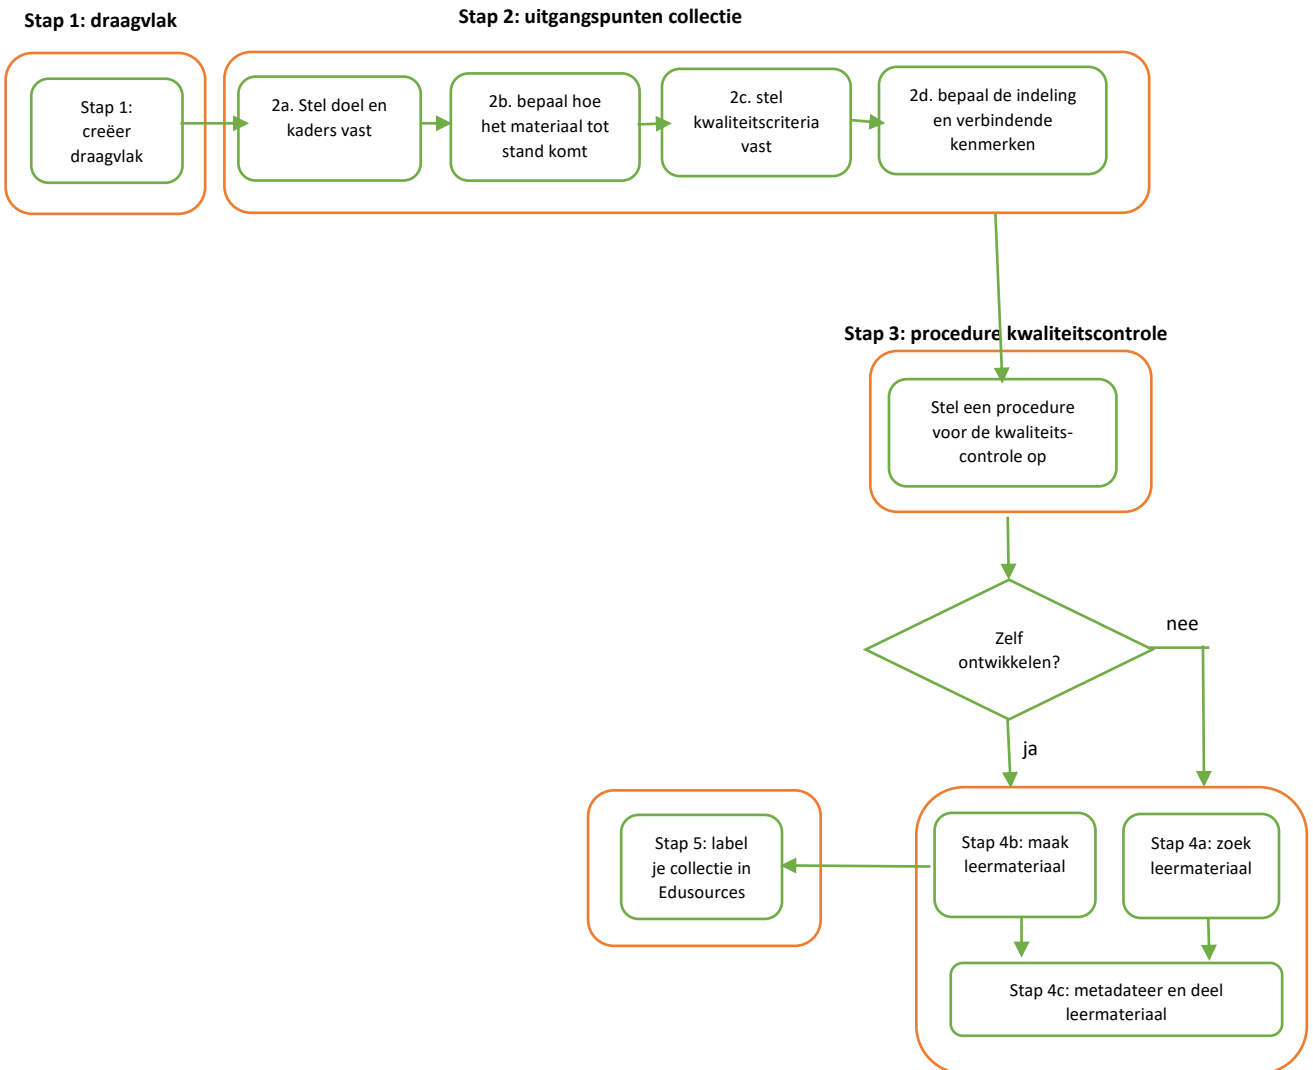 Stap 1: draagvlak
Stap 2: uitgangspunten collectie
Stap 1:
creëer
draagvlak
2a. Stel doel en
kaders vast
2b. bepaal hoe
het materiaal tot
stand komt
2c. stel
kwaliteitscriteria
vast
2d. bepaal de indeling
en verbindende
kenmerken
Stap 3: procedure kwaliteitscontrole
Stel een procedure
voor de kwaliteits-
controle op
Zelf
ontwikkelen?
nee
ja
Stap 5: label
je collectie in
Edusources
Stap 4b: maak
leermateriaal
Stap 4a: zoek
leermateriaal
Stap 4c: metadateer en deel
leermateriaal